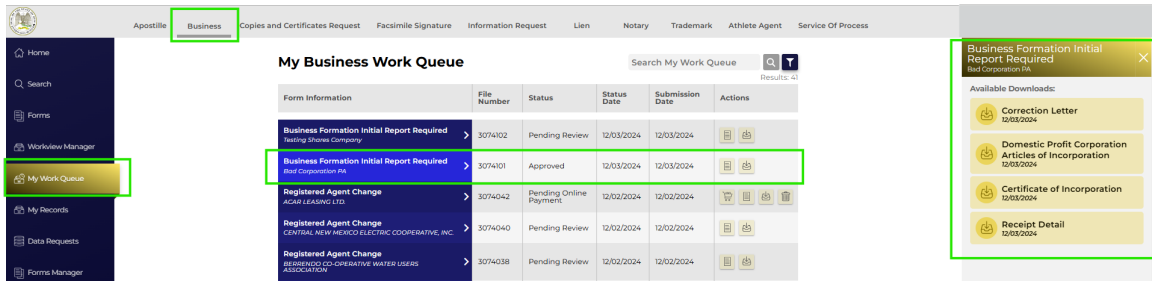 Apostille Business Copies and Certificates Request Facsimile Signature Information Request Lien Notary Trademark Athlete Agent Service Of Process
Home
Search
Forms
Workview Manager
My Work Queue
My Records
Data Requests
Forms Manager
My Business Work Queue
Search My Work Queue
Results: 41
Form Information File Number Status Status Date Submission Date Actions
Business Formation Initial Report Required
Testing Shares Company
3074102 Pending Review 12/03/2024 12/03/2024
Business Formation Initial Report Required
Bad Corporation PA
3074101 Approved 12/03/2024 12/03/2024
Registered Agent Change
ACAR LEASING LTD.
3074042 Pending Online Payment 12/02/2024 12/02/2024
Registered Agent Change
CENTRAL NEW MEXICO ELECTRIC COOPERATIVE, INC.
3074040 Pending Review 12/02/2024 12/02/2024
Registered Agent Change
BERRENDO CO-OPERATIVE WATER USERS
ASSOCIATION
3074038 Pending Review 12/02/2024 12/02/2024
Business Formation Initial
Report Required
Bad Corporation PA
Available Downloads:
Correction Letter
12/03/2024
Domestic Profit Corporation
Articles of Incorporation
12/03/2024
Certificate of Incorporation
12/03/2024
Receipt Detail
12/03/2024